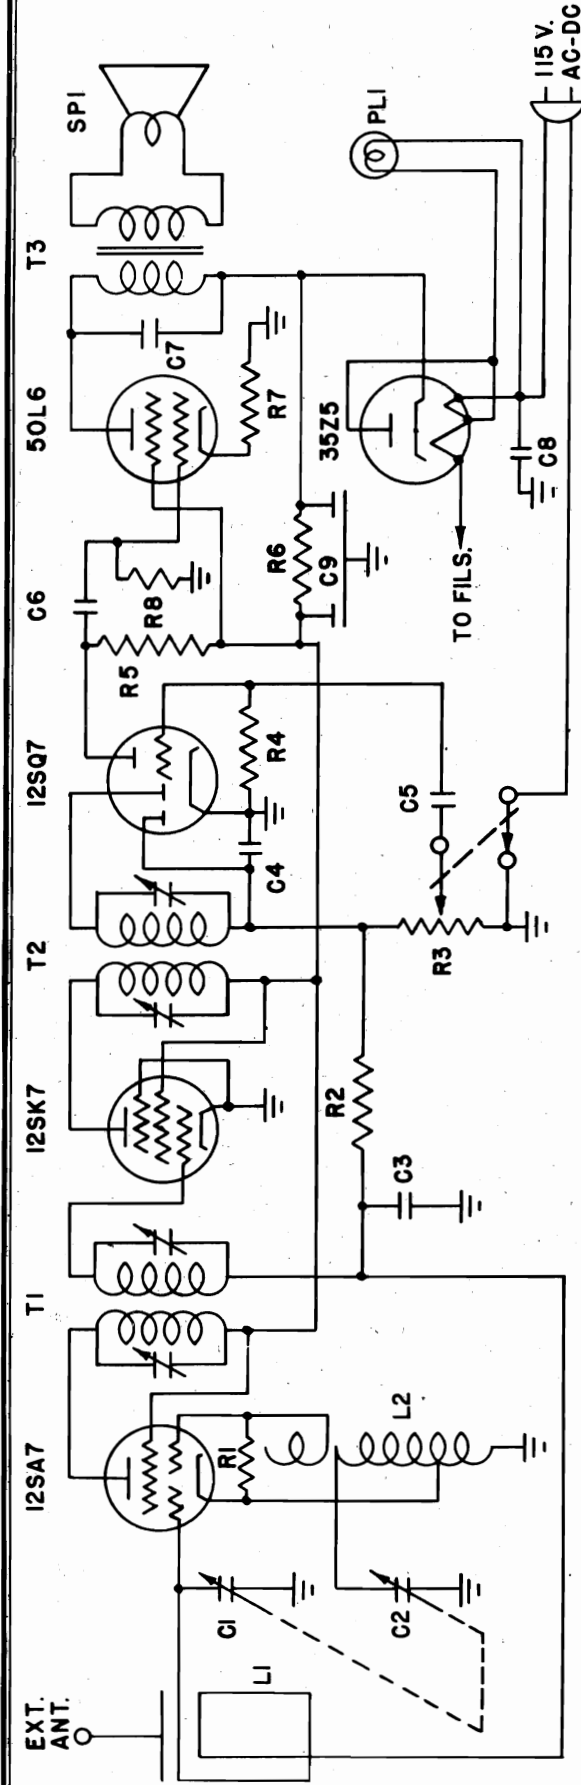 EXT.
ANT.
12SA7
T1
12SK7
T2
12SQ7
C6
50L6
T3
SP1
L1
C1
C2
R1
L2
C3
R2
C4
R4
R3
C5
R5
R8
R6
C9
R7
C7
TO FILS.
35Z5
C8
PL1
115 V.
AC-DC